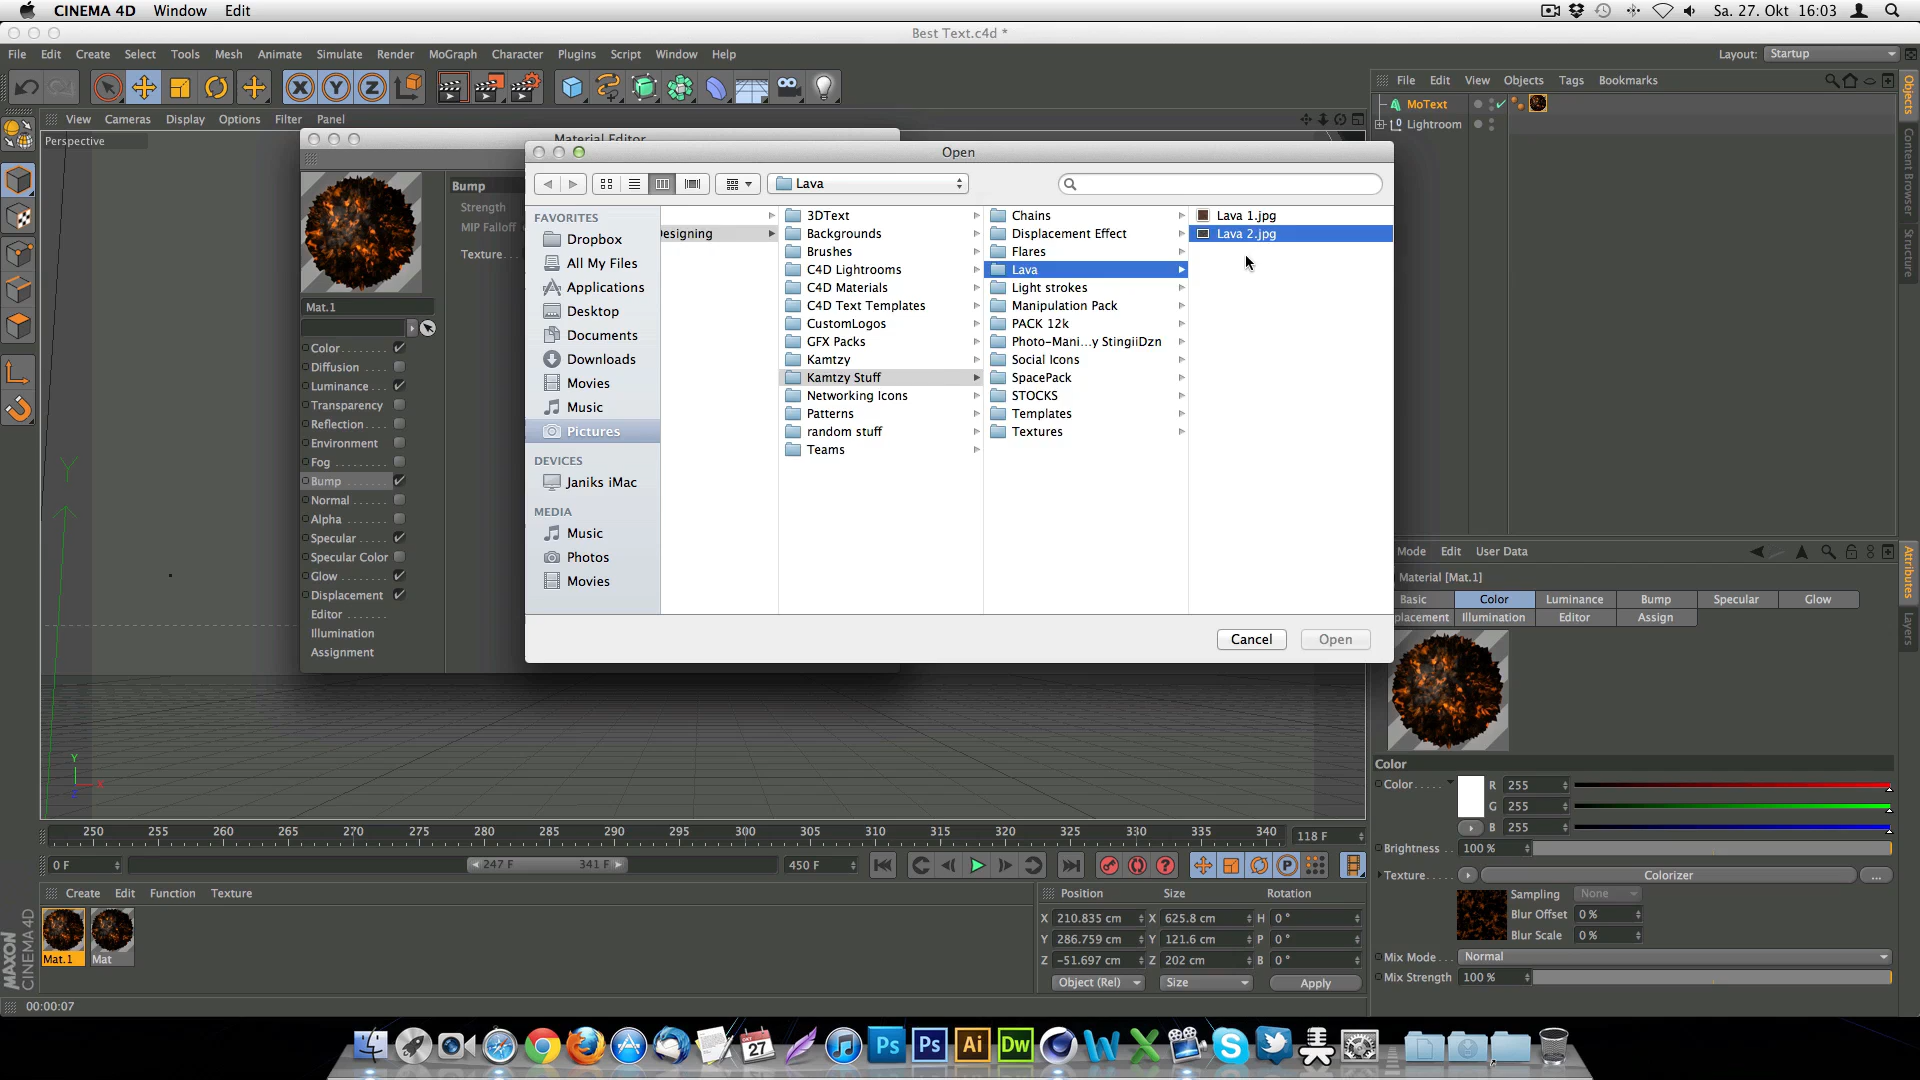 CINEMA 4D Window Edit Sa. 27. Okt 16:03
Best Text.c4d *
File Edit Create Select Tools Mesh Animate Simulate Render MoGraph Character Plugins Script Window Help Layout: Startup
File Edit View Objects Tags Bookmarks
MoText
Lightroom
Objects
Content Browser
Structure
View Cameras Display Options Filter Panel
Perspective
Material Editor
Mat.1
Color
Diffusion
Luminance
Transparency
Reflection
Environment
Fog
Bump
Normal
Alpha
Specular
Specular Color
Glow
Displacement
Editor
Illumination
Assignment
Bump
Strength
MIP Falloff
Texture
Open
Lava
FAVORITES
Dropbox
All My Files
Applications
Desktop
Documents
Downloads
Movies
Music
Pictures
DEVICES
Janiks iMac
MEDIA
Music
Photos
Movies
esigning
3DText
Backgrounds
Brushes
C4D Lightrooms
C4D Materials
C4D Text Templates
CustomLogos
GFX Packs
Kamtzy
Kamtzy Stuff
Networking Icons
Patterns
random stuff
Teams
Chains
Displacement Effect
Flares
Lava
Light strokes
Manipulation Pack
PACK 12k
Photo-Mani...y StingiiDzn
Social Icons
SpacePack
STOCKS
Templates
Textures
Lava 1.jpg
Lava 2.jpg
Cancel Open
Mode Edit User Data
Material [Mat.1]
Basic Color Luminance Bump Specular Glow
placement Illumination Editor Assign
Attributes
Layers
Color
Color R 255
G 255
B 255
Brightness 100 %
Texture Colorizer ...
Sampling None
Blur Offset 0 %
Blur Scale 0 %
Mix Mode Normal
Mix Strength 100 %
Y
Y
X
250 255 260 265 270 275 280 285 290 295 300 305 310 315 320 325 330 335 340 118 F
0 F 247 F 341 F 450 F
Create Edit Function Texture
Mat.1 Mat
Position Size Rotation
X 210.835 cm X 625.8 cm H 0 °
Y 286.759 cm Y 121.6 cm P 0 °
Z -51.697 cm Z 202 cm B 0 °
Object (Rel) Size Apply
MAXON
CINEMA 4D
00:00:07
OKT 27 Ps Ps Ai Dw